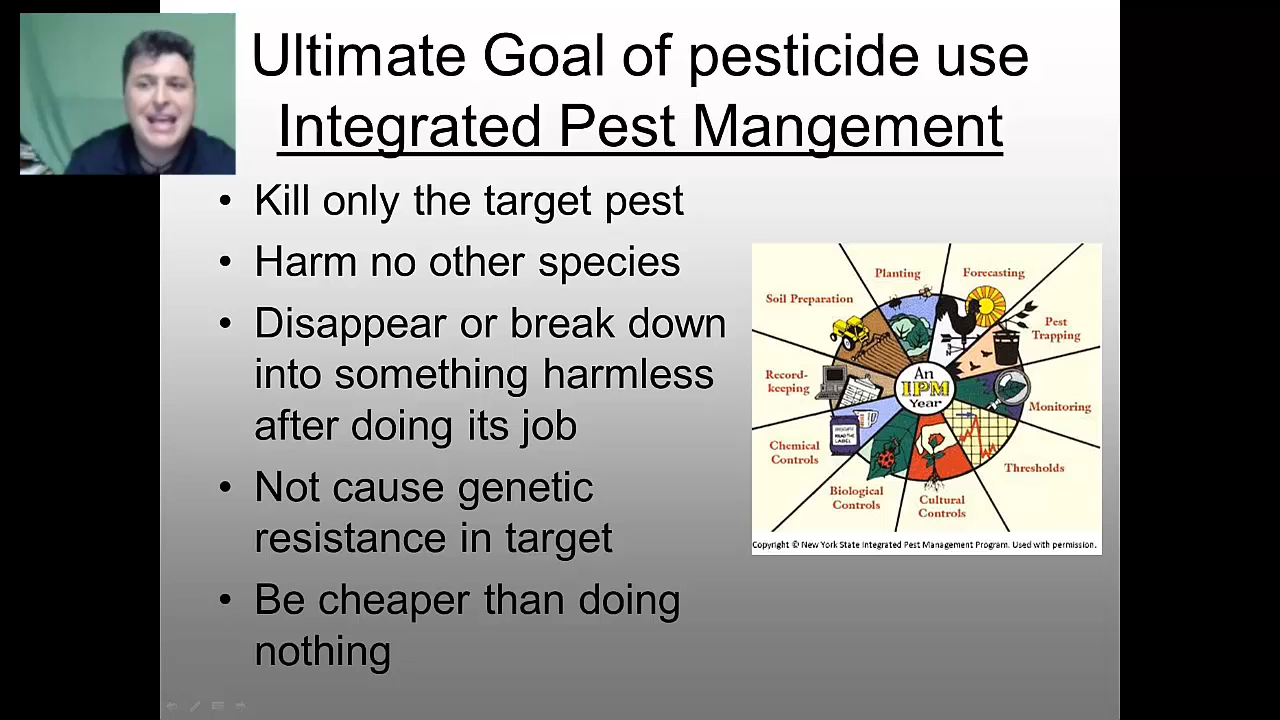 Ultimate Goal of pesticide use
Integrated Pest Mangement
• Kill only the target pest
• Harm no other species
• Disappear or break down
into something harmless
after doing its job
• Not cause genetic
resistance in target
• Be cheaper than doing
nothing
Planting
Forecasting
Soil Preparation
Pest
Trapping
Record-
keeping
An
IPM
Year
Monitoring
Chemical
Controls
Thresholds
Biological
Controls
Cultural
Controls
Copyright © New York State Integrated Pest Management Program. Used with permission.